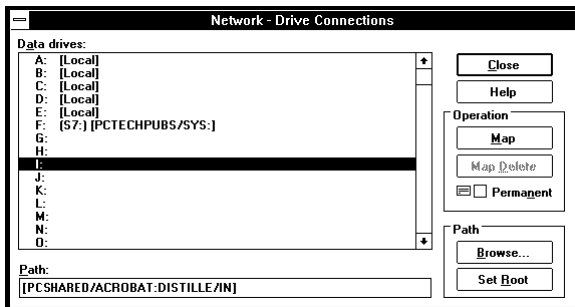 Network - Drive Connections
Data drives:
A: [Local]
B: [Local]
C: [Local]
D: [Local]
E: [Local]
F: (S7:) [PCTECHPUBS/SYS:]
G:
H:
I:
J:
K:
L:
M:
N:
O:
Path:
[PCSHARED/ACROBAT:DISTILLE/IN]
Close
Help
Operation
Map
Map Delete
Permanent
Path
Browse...
Set Root